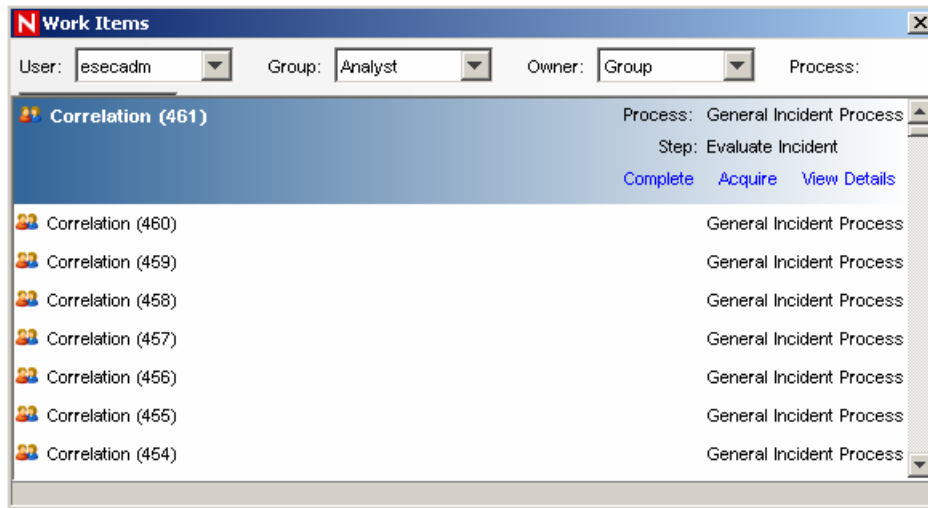 N Work Items
User: esecadm Group: Analyst Owner: Group Process:
Correlation (461) Process: General Incident Process
Step: Evaluate Incident
Complete Acquire View Details
Correlation (460) General Incident Process
Correlation (459) General Incident Process
Correlation (458) General Incident Process
Correlation (457) General Incident Process
Correlation (456) General Incident Process
Correlation (455) General Incident Process
Correlation (454) General Incident Process